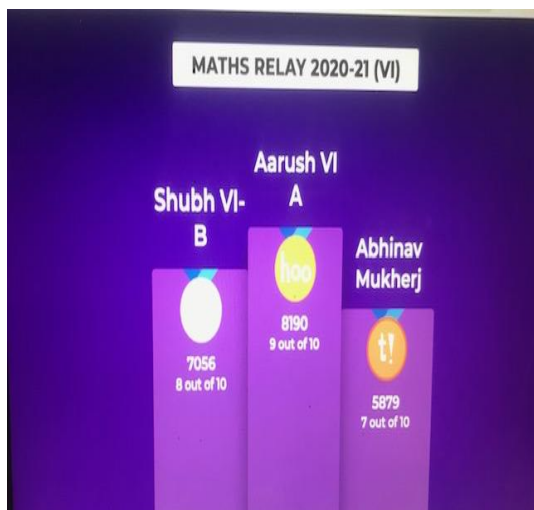 MATHS RELAY 2020-21 (VI)
Aarush VI
A
Shubh VI-
B
Abhinav
Mukherj
hoo
8190
9 out of 10
7056
8 out of 10
t!
5879
7 out of 10